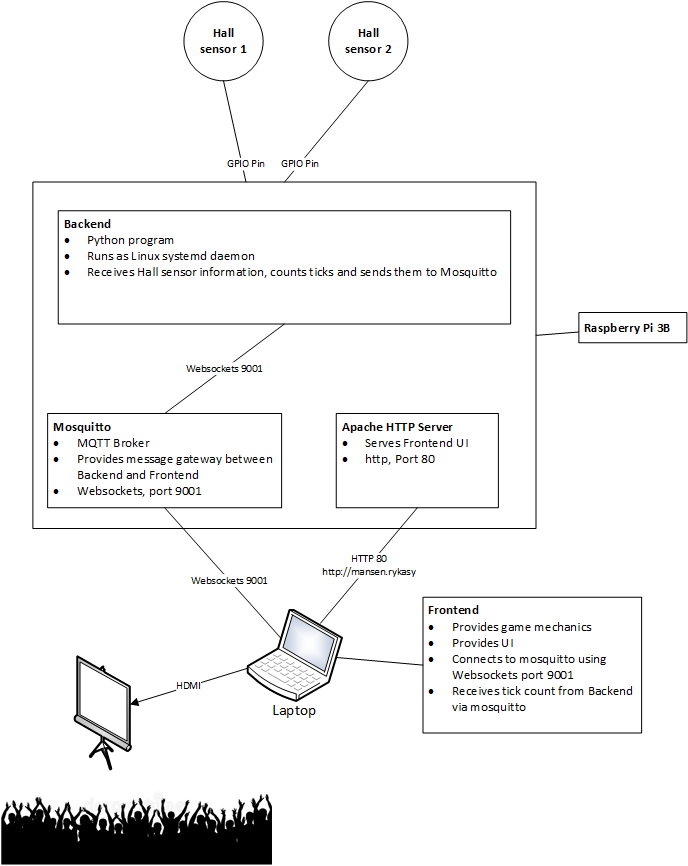 Hall
sensor 1
Hall
sensor 2
GPIO Pin
GPIO Pin
Backend
● Python program
● Runs as Linux systemd daemon
● Receives Hall sensor information, counts ticks and sends them to Mosquitto
Raspberry Pi 3B
Websockets 9001
Mosquitto
● MQTT Broker
● Provides message gateway between
Backend and Frontend
● Websockets, port 9001
Apache HTTP Server
● Serves Frontend UI
● http, Port 80
HTTP 80
http://mansen.rykasy
Websockets 9001
Frontend
● Provides game mechanics
● Provides UI
● Connects to mosquitto using
Websockets port 9001
● Receives tick count from Backend
via mosquitto
HDMI
Laptop